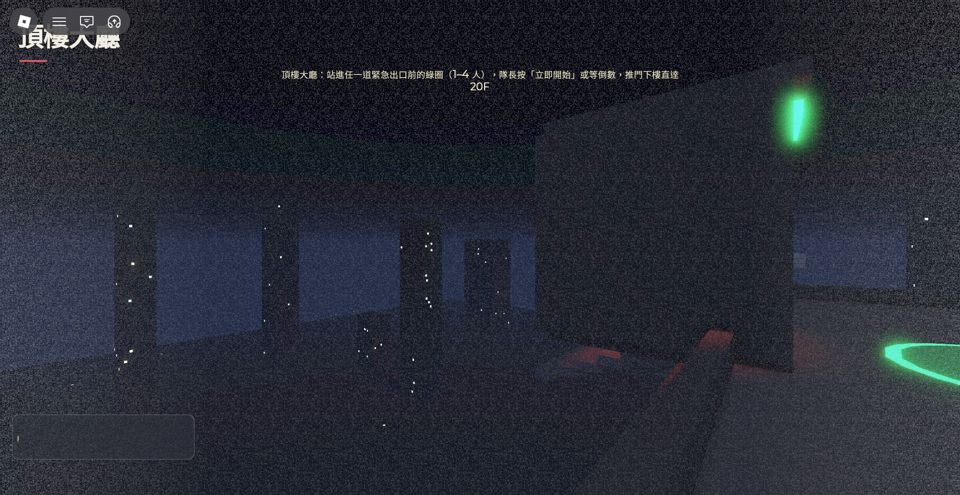 頂樓大廳
頂樓大廳：站進任一道緊急出口前的綠圈（1–4 人），隊長按「立即開始」或等倒數，推門下樓直達
20F